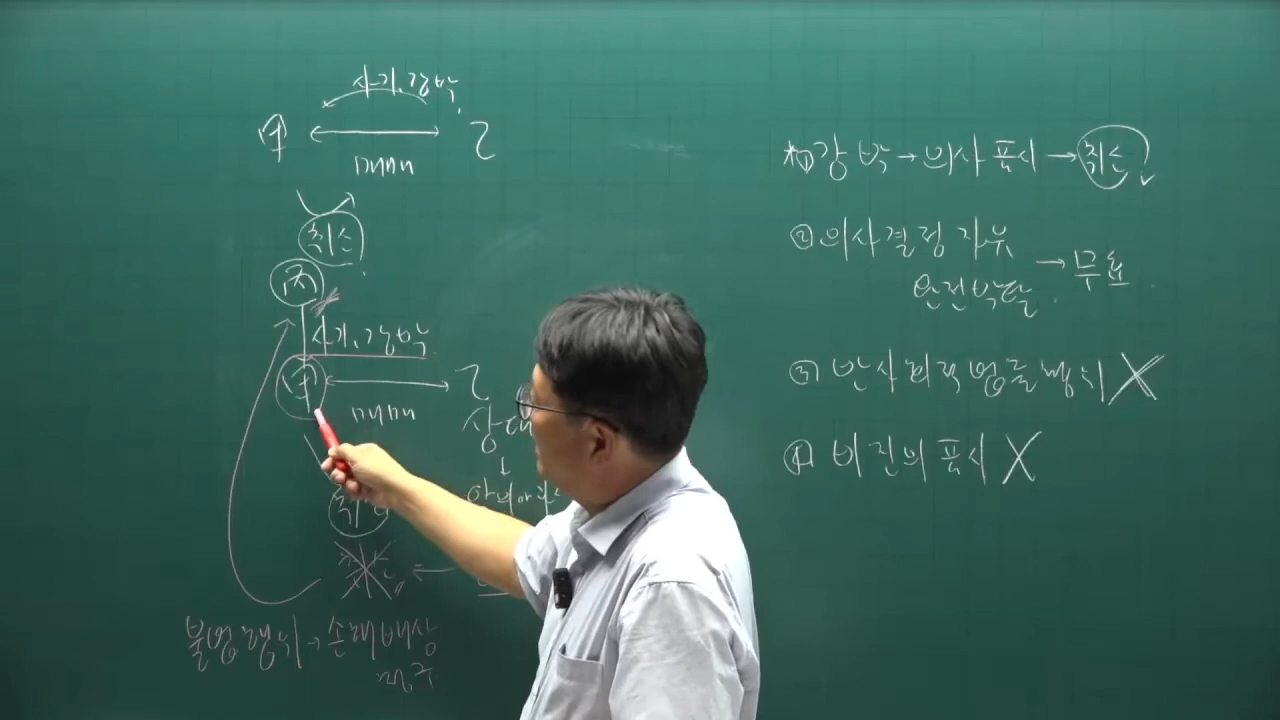 사기, 강박
甲 乙
매매
취소
丙
사기, 강박
甲 乙
매매 상대
취소
불법행위→손해배상
청구
*① 강박→의사표시→취소
② 의사결정 자유
완전박탈 → 무효
③ 반사회적 법률행위 X
④ 비진의표시 X